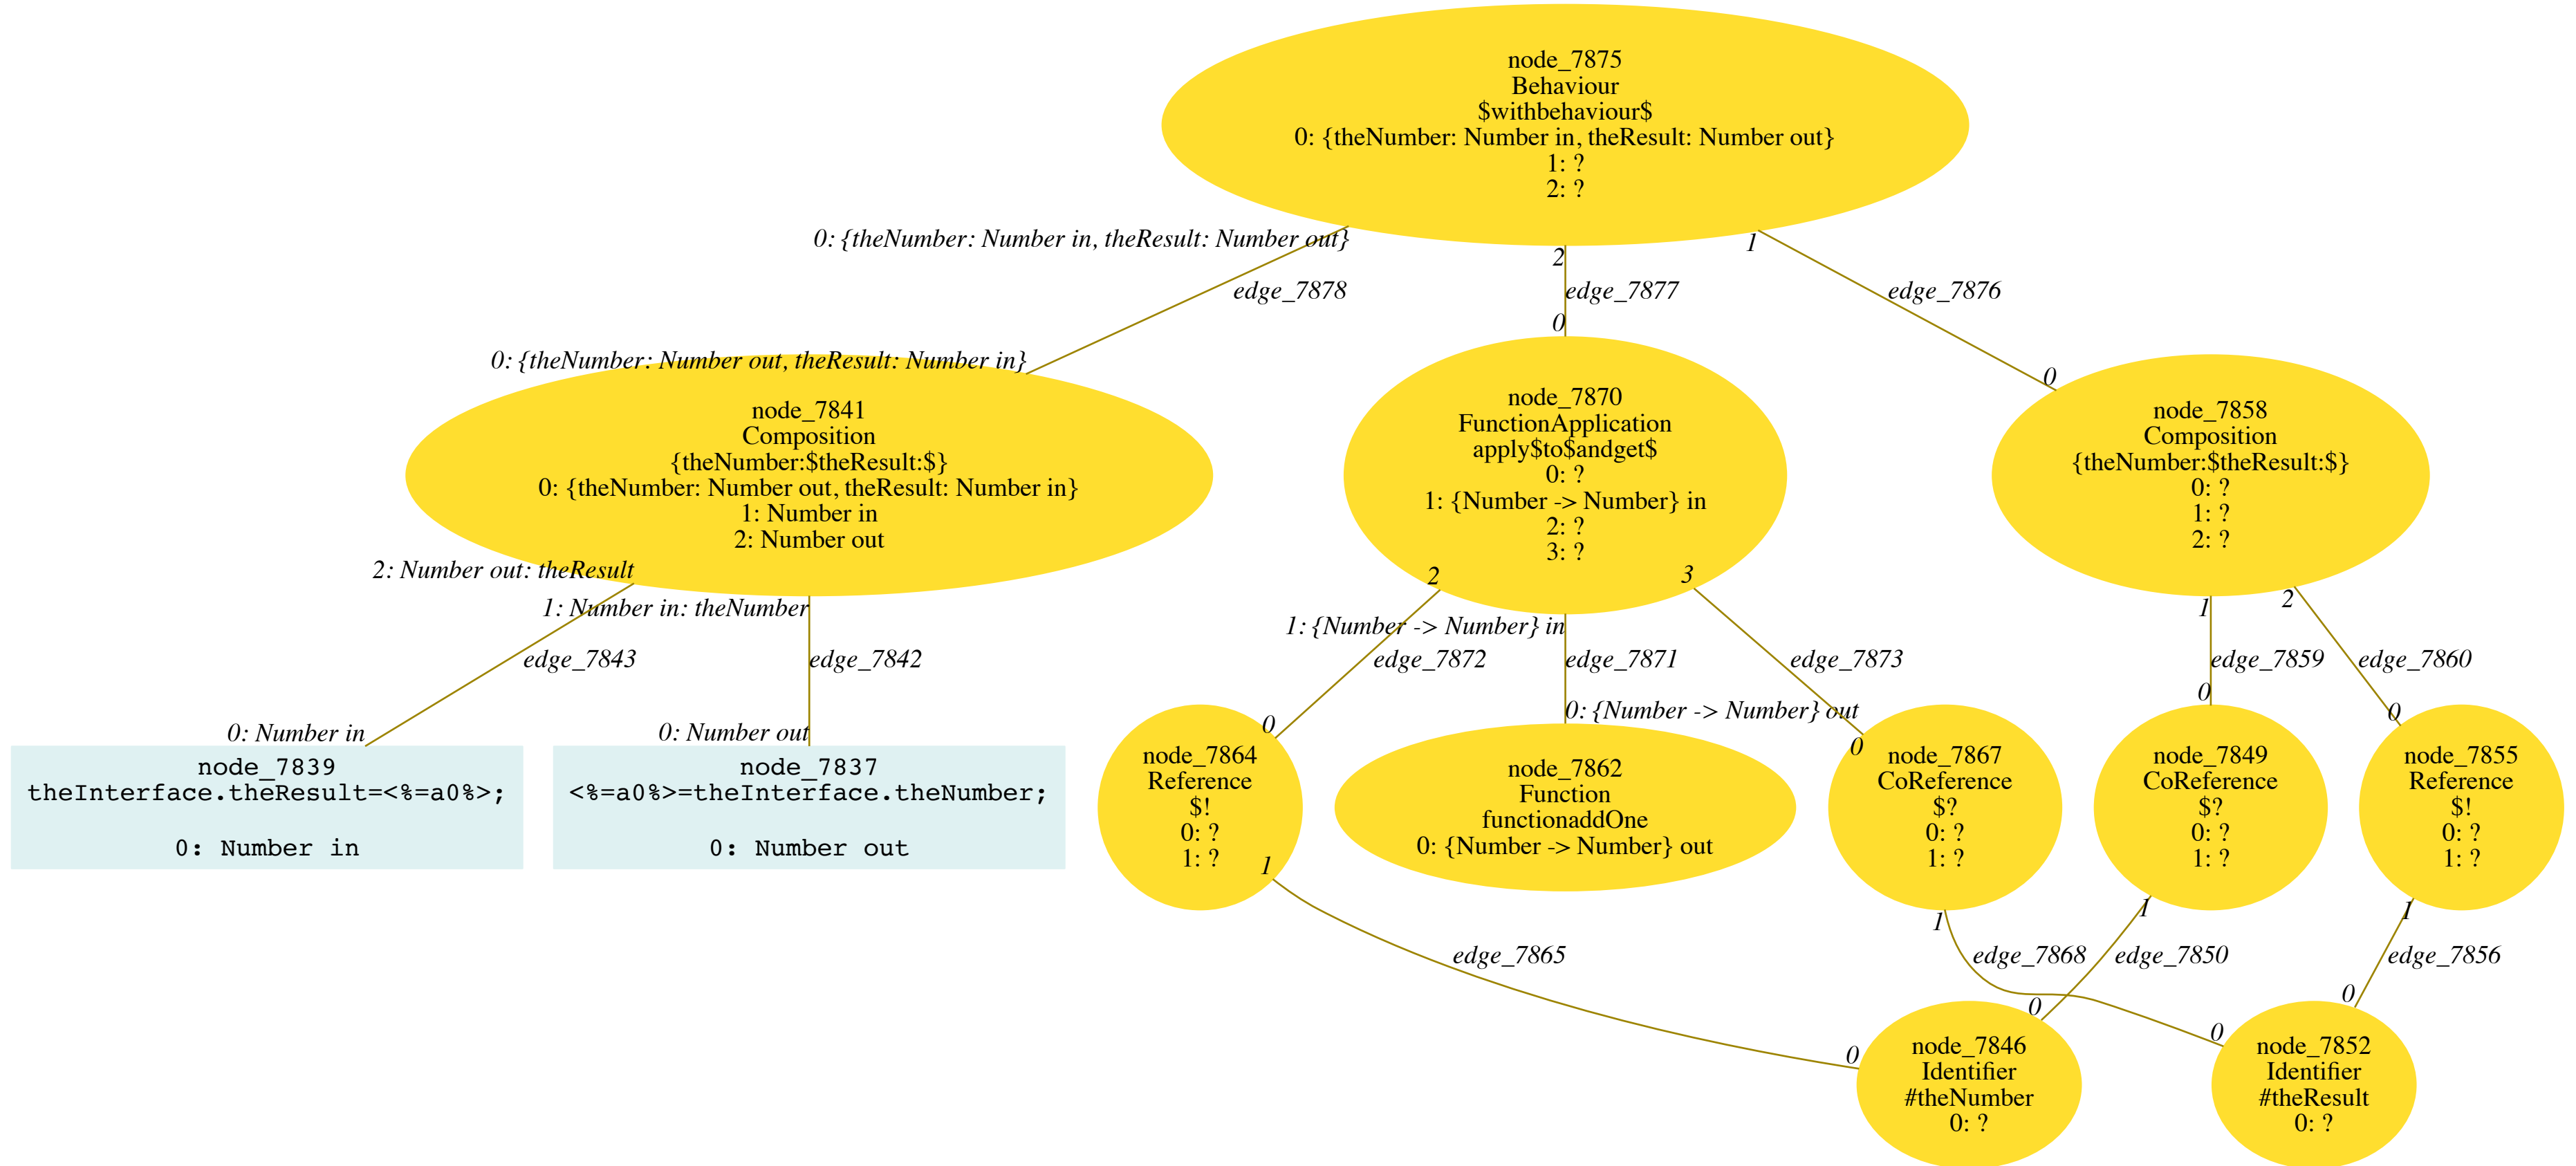 node_7875
Behaviour
$withbehaviour$
0: {theNumber: Number in, theResult: Number out}
1: ?
2: ?
0: {theNumber: Number in, theResult: Number out}
2
1
edge_7878
edge_7877
edge_7876
0: {theNumber: Number out, theResult: Number in}
0
0
node_7841
Composition
{theNumber:$theResult:$}
0: {theNumber: Number out, theResult: Number in}
1: Number in
2: Number out
node_7870
FunctionApplication
apply$to$andget$
0: ?
1: {Number -> Number} in
2: ?
3: ?
node_7858
Composition
{theNumber:$theResult:$}
0: ?
1: ?
2: ?
2: Number out: theResult
1: Number in: theNumber
2
1: {Number -> Number} in
3
1
2
edge_7843
edge_7842
edge_7872
edge_7871
edge_7873
edge_7859
edge_7860
0: Number in
0: Number out
0
0: {Number -> Number} out
0
0
0
node_7839
theInterface.theResult=<%=a0%>;
0: Number in
node_7837
<%=a0%>=theInterface.theNumber;
0: Number out
node_7864
Reference
$!
0: ?
1: ?
node_7862
Function
functionaddOne
0: {Number -> Number} out
node_7867
CoReference
$?
0: ?
1: ?
node_7849
CoReference
$?
0: ?
1: ?
node_7855
Reference
$!
0: ?
1: ?
1
1
1
1
edge_7865
edge_7868
edge_7850
edge_7856
0
0
0
0
node_7846
Identifier
#theNumber
0: ?
node_7852
Identifier
#theResult
0: ?